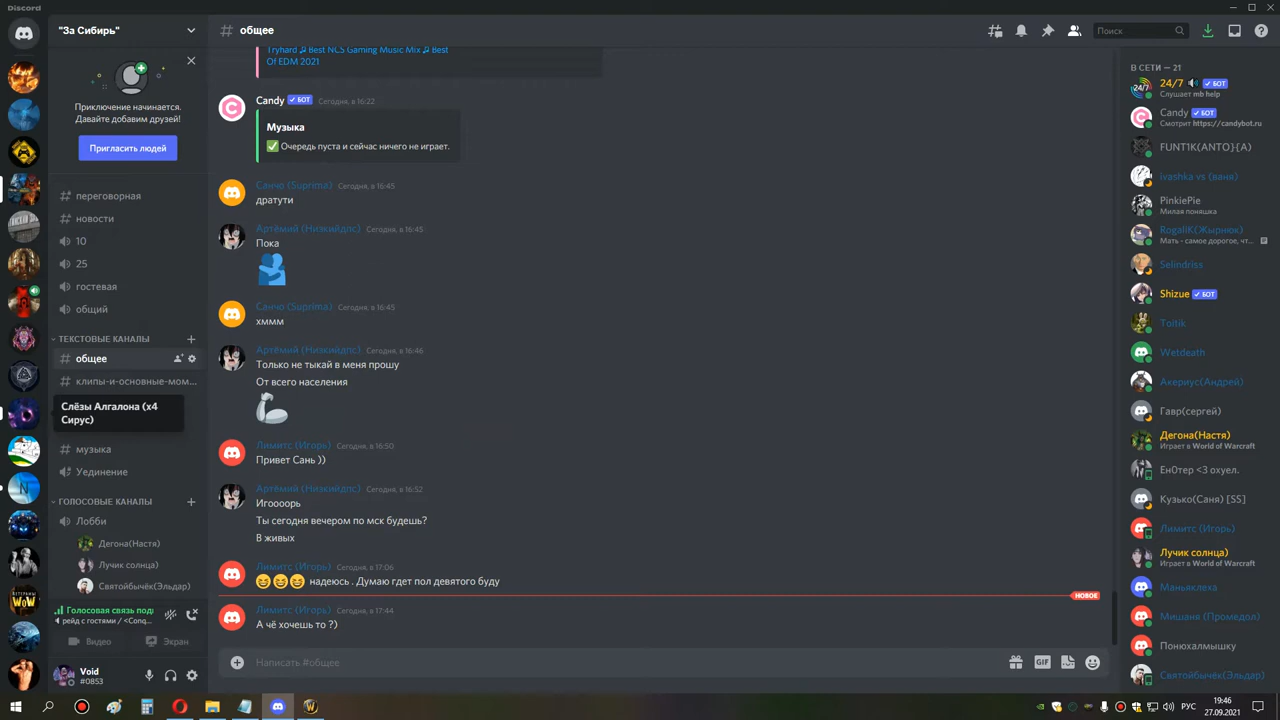 Discord
"За Сибирь"
Приключение начинается.
Давайте добавим друзей!
Пригласить людей
переговорная
новости
10
25
гостевая
общий
ТЕКСТОВЫЕ КАНАЛЫ
общее
клипы-и-основные-мом...
Слёзы Алгалона (x4
Сирус)
музыка
Уединение
ГОЛОСОВЫЕ КАНАЛЫ
Лобби
Дегона(Настя)
Лучик солнца)
Святойбычёк(Эльдар)
Голосовая связь под
рейд с гостями / <Conq...
Видео
Экран
Void
#0853
общее
Поиск
Tryhard ♫ Best NCS Gaming Music Mix ♫ Best
Of EDM 2021
Candy ✓ БОТ Сегодня, в 16:22
Музыка
✅ Очередь пуста и сейчас ничего не играет.
Санчо (Suprima) Сегодня, в 16:45
дратути
Артёмий (Низкийдпс) Сегодня, в 16:45
Пока
Санчо (Suprima) Сегодня, в 16:45
хммм
Артёмий (Низкийдпс) Сегодня, в 16:46
Только не тыкай в меня прошу
От всего населения
Лимитс (Игорь) Сегодня, в 16:50
Привет Сань ))
Артёмий (Низкийдпс) Сегодня, в 16:52
Игоооорь
Ты сегодня вечером по мск будешь?
В живых
Лимитс (Игорь) Сегодня, в 17:06
😆😆😆 надеюсь . Думаю гдет пол девятого буду
НОВОЕ
Лимитс (Игорь) Сегодня, в 17:44
А чё хочешь то ?)
Написать #общее
GIF
В СЕТИ — 21
24/7 ✓ БОТ
Слушает mb help
Candy ✓ БОТ
Смотрит https://candybot.ru
FUNT1K(ANTO}{A)
ivashka vs (ваня)
PinkiePie
Милая поняшка
RogallK(Жырнюк)
Мать - самое дорогое, чт...
Selindriss
Shizue ✓ БОТ
Toitik
Wetdeath
Акериус(Андрей)
Гавр(сергей)
Дегона(Настя)
Играет в World of Warcraft
ЕнОтер <3 охуел.
Кузько(Саня) [SS]
Лимитс (Игорь)
Лучик солнца)
Играет в World of Warcraft
Маньяклеха
Мишаня (Промедол)
Понюхалмышку
Святойбычёк(Эльдар)
РУС
19:46
27.09.2021